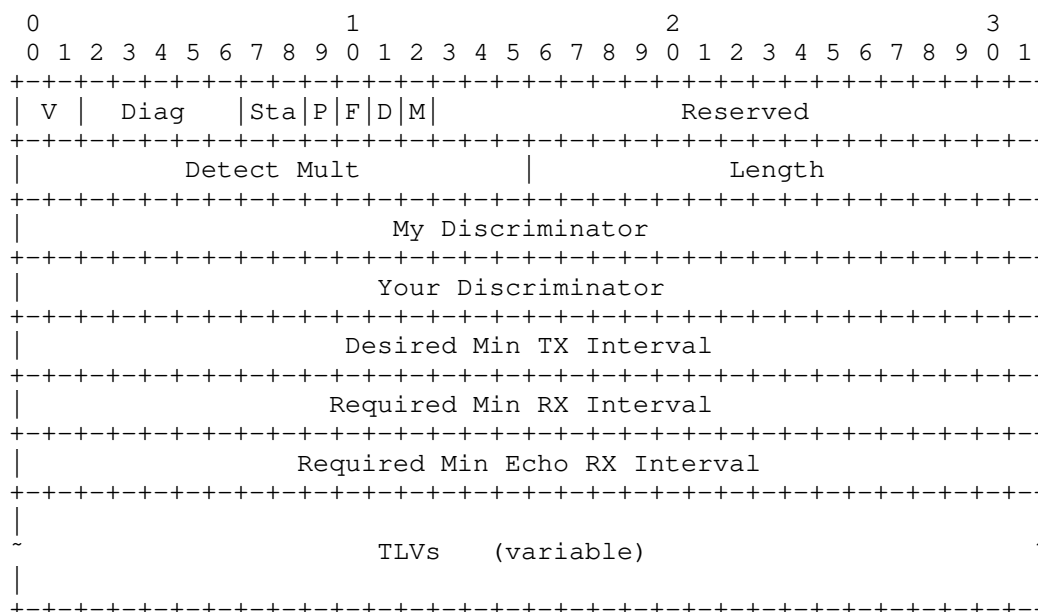 0                   1                   2                   3
 0 1 2 3 4 5 6 7 8 9 0 1 2 3 4 5 6 7 8 9 0 1 2 3 4 5 6 7 8 9 0 1
+-+-+-+-+-+-+-+-+-+-+-+-+-+-+-+-+-+-+-+-+-+-+-+-+-+-+-+-+-+-+-+-
| V |  Diag   |Sta|P|F|D|M|               Reserved
+-+-+-+-+-+-+-+-+-+-+-+-+-+-+-+-+-+-+-+-+-+-+-+-+-+-+-+-+-+-+-+-
|          Detect Mult          |            Length
+-+-+-+-+-+-+-+-+-+-+-+-+-+-+-+-+-+-+-+-+-+-+-+-+-+-+-+-+-+-+-+-
|                       My Discriminator
+-+-+-+-+-+-+-+-+-+-+-+-+-+-+-+-+-+-+-+-+-+-+-+-+-+-+-+-+-+-+-+-
|                      Your Discriminator
+-+-+-+-+-+-+-+-+-+-+-+-+-+-+-+-+-+-+-+-+-+-+-+-+-+-+-+-+-+-+-+-
|                    Desired Min TX Interval
+-+-+-+-+-+-+-+-+-+-+-+-+-+-+-+-+-+-+-+-+-+-+-+-+-+-+-+-+-+-+-+-
|                   Required Min RX Interval
+-+-+-+-+-+-+-+-+-+-+-+-+-+-+-+-+-+-+-+-+-+-+-+-+-+-+-+-+-+-+-+-
|                 Required Min Echo RX Interval
+-+-+-+-+-+-+-+-+-+-+-+-+-+-+-+-+-+-+-+-+-+-+-+-+-+-+-+-+-+-+-+-
|
~                      TLVs   (variable)                        ~
|
+-+-+-+-+-+-+-+-+-+-+-+-+-+-+-+-+-+-+-+-+-+-+-+-+-+-+-+-+-+-+-+-